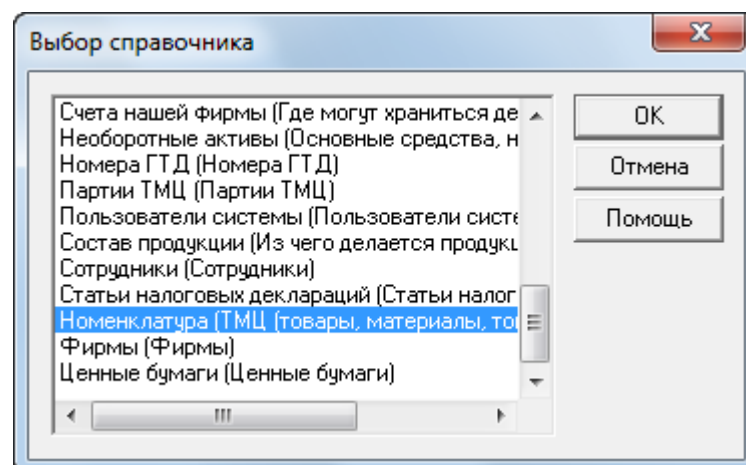 Выбор справочника
Счета нашей фирмы (Где могут храниться де
Необоротные активы (Основные средства, н
Номера ГТД (Номера ГТД)
Партии ТМЦ (Партии ТМЦ)
Пользователи системы (Пользователи систе
Состав продукции (Из чего делается продукц
Сотрудники (Сотрудники)
Статьи налоговых деклараций (Статьи налог
Номенклатура (ТМЦ (товары, материалы, тов
Фирмы (Фирмы)
Ценные бумаги (Ценные бумаги)
OK
Отмена
Помощь